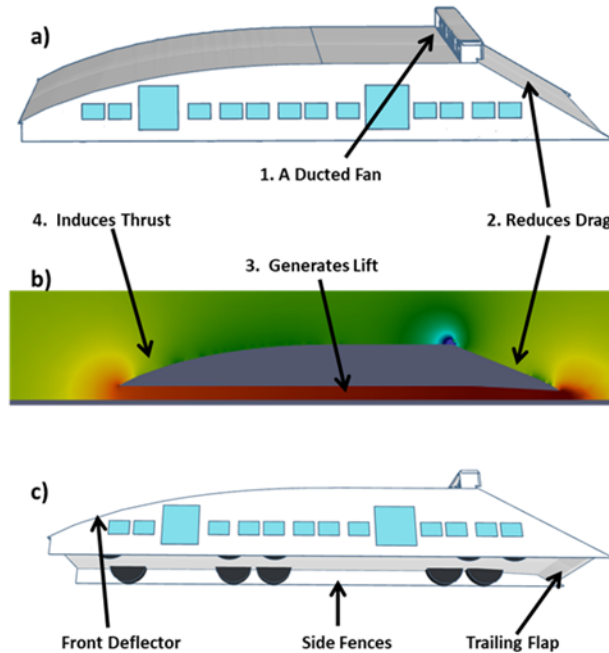 a)
1. A Ducted Fan
4. Induces Thrust
2. Reduces Drag
3. Generates Lift
b)
c)
Front Deflector
Side Fences
Trailing Flap